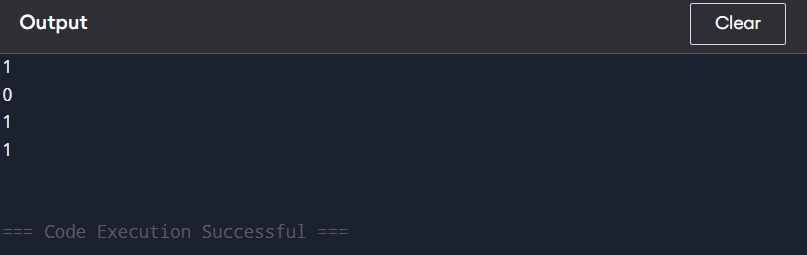 Output
Clear
1
0
1
1
=== Code Execution Successful ===